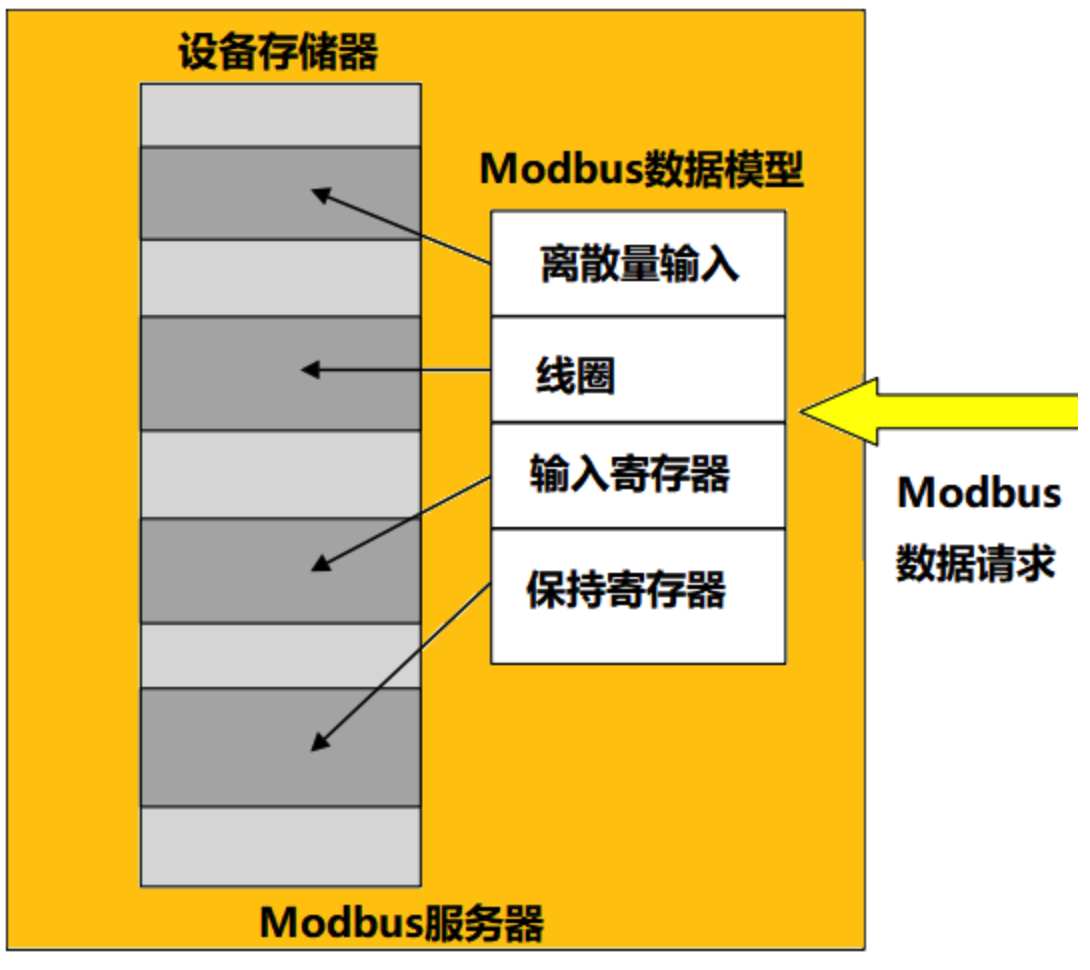 设备存储器
Modbus数据模型
离散量输入
线圈
输入寄存器
保持寄存器
Modbus
数据请求
Modbus服务器